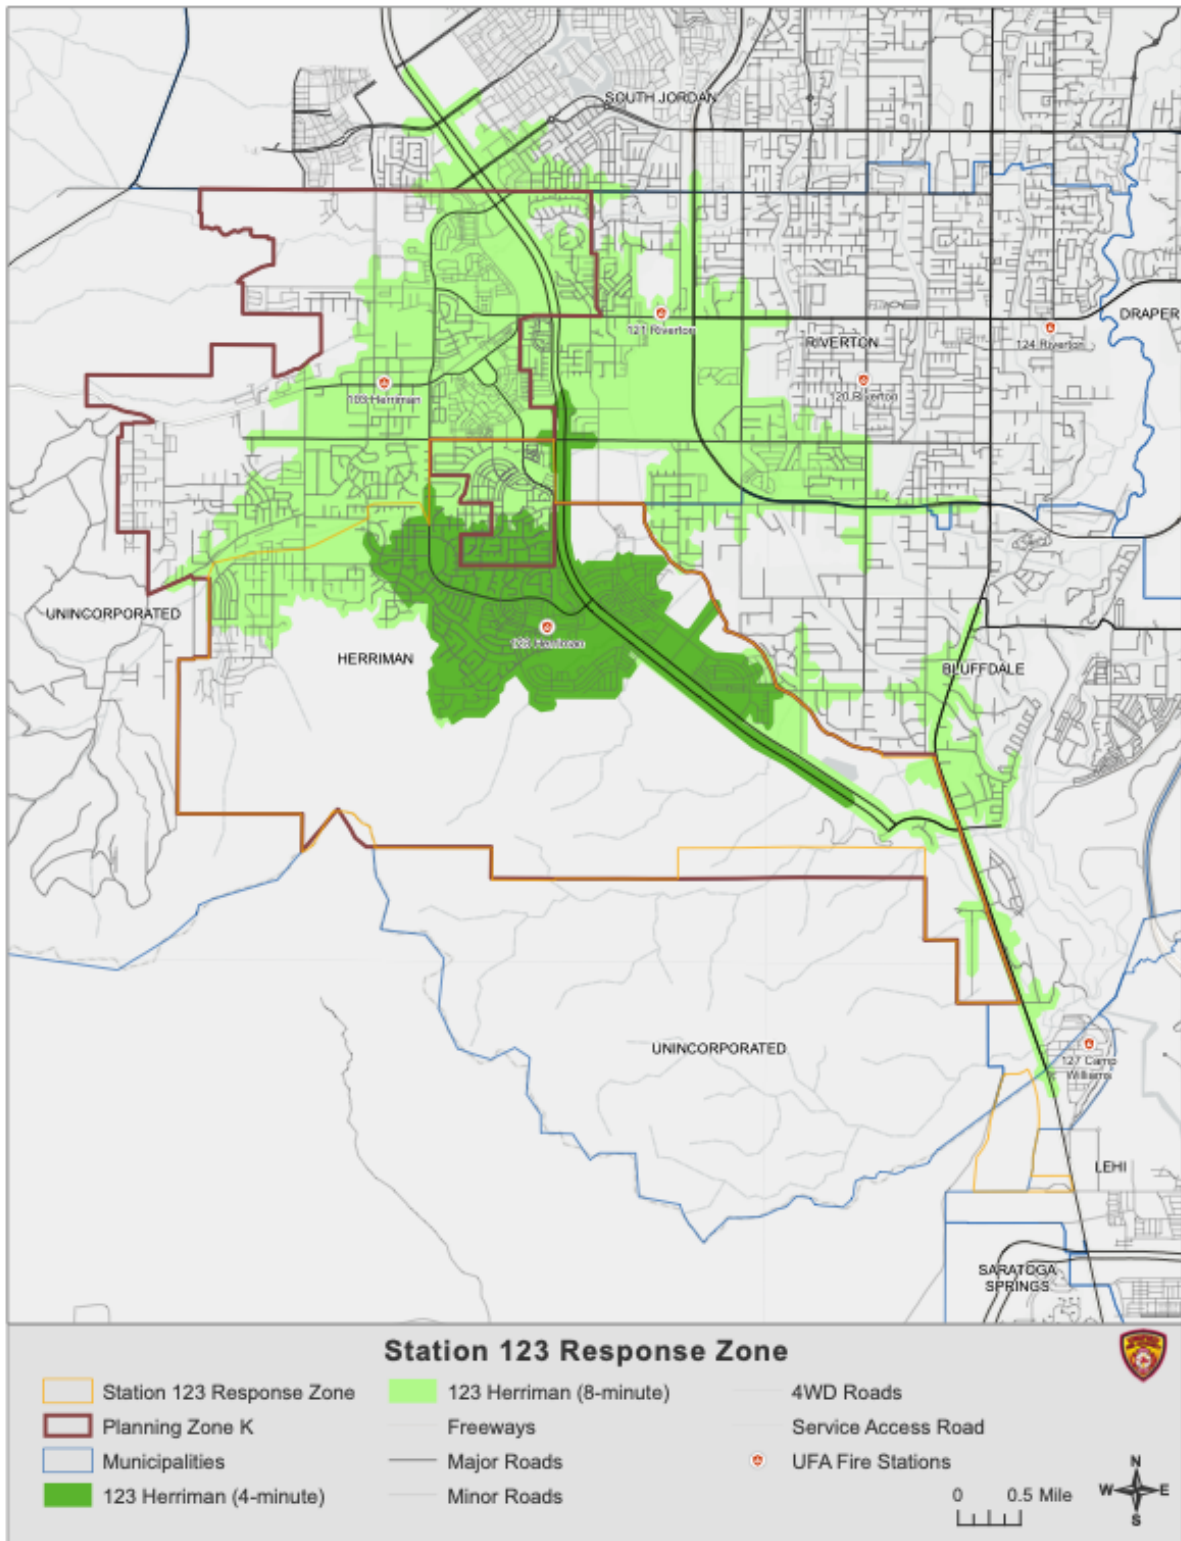 SOUTH JORDAN
DRAPER
121 Riverton
RIVERTON
124 Riverton
103 Herriman
120 Riverton
UNINCORPORATED
123 Herriman
HERRIMAN
BLUFFDALE
UNINCORPORATED
127 Camp
Williams
LEHI
SARATOGA
SPRINGS
Station 123 Response Zone
Station 123 Response Zone
123 Herriman (8-minute)
4WD Roads
Planning Zone K
Freeways
Service Access Road
Municipalities
Major Roads
UFA Fire Stations
123 Herriman (4-minute)
Minor Roads
0 0.5 Mile
N
W E
S